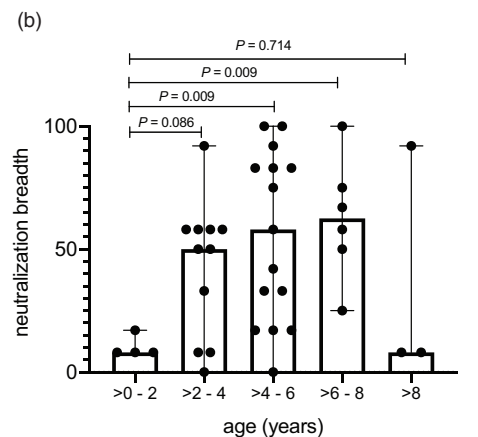 (b)
P = 0.714
P = 0.009
P = 0.009
P = 0.086
100
50
0
neutralization breadth
>0 - 2 >2 - 4 >4 - 6 >6 - 8 >8
age (years)